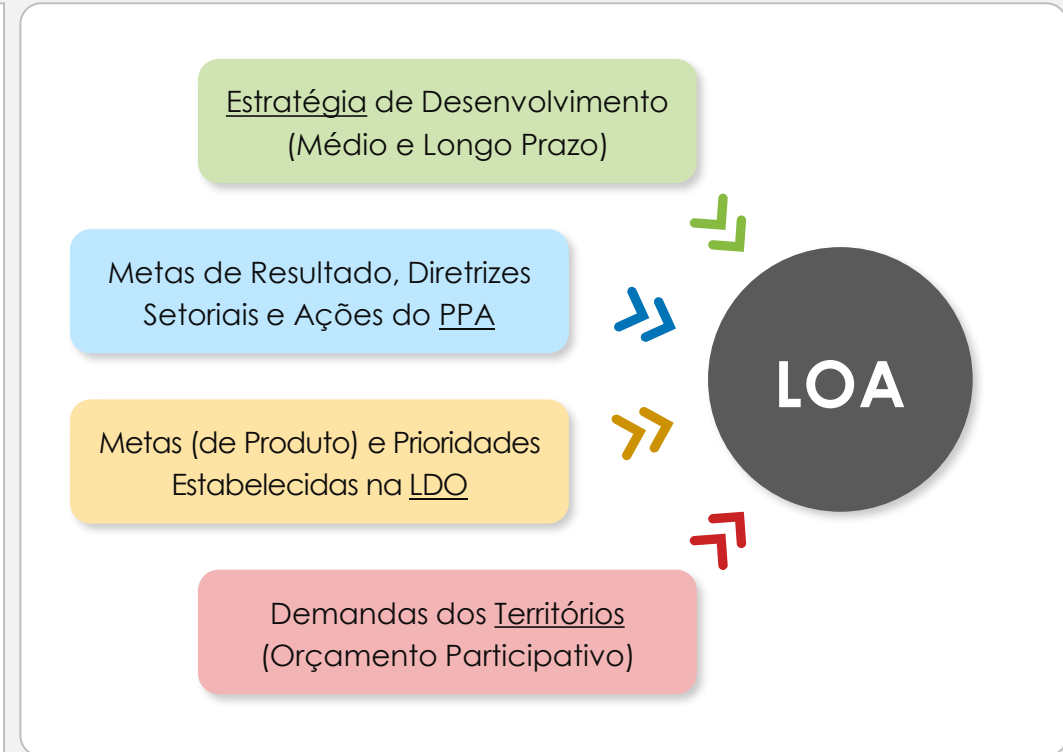 Estratégia de Desenvolvimento
(Médio e Longo Prazo)
Metas de Resultado, Diretrizes
Setoriais e Ações do PPA
Metas (de Produto) e Prioridades
Estabelecidas na LDO
Demandas dos Territórios
(Orçamento Participativo)
LOA